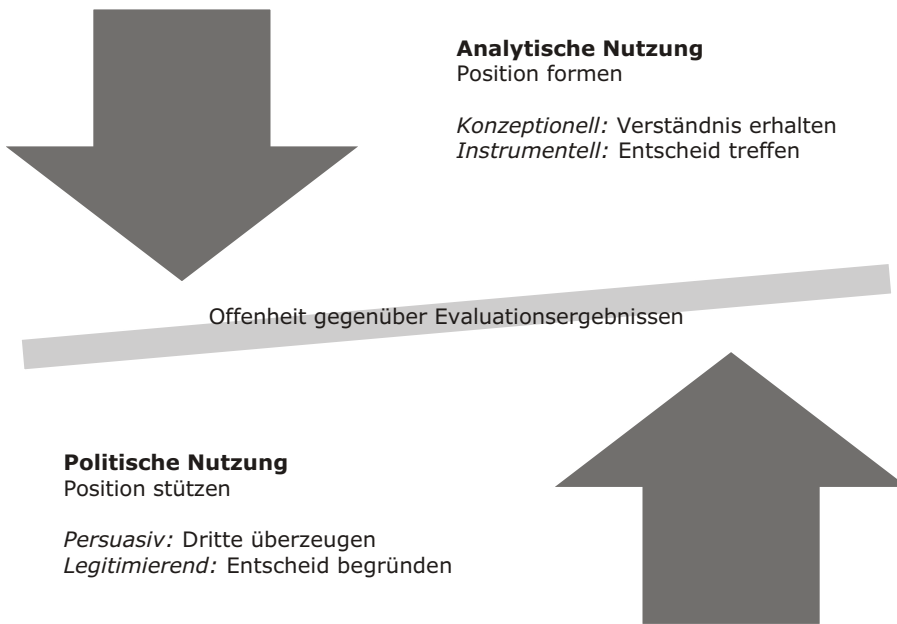 Analytische Nutzung
Position formen
Konzeptionell: Verständnis erhalten
Instrumentell: Entscheid treffen
Offenheit gegenüber Evaluationsergebnissen
Politische Nutzung
Position stützen
Persuasiv: Dritte überzeugen
Legitimierend: Entscheid begründen